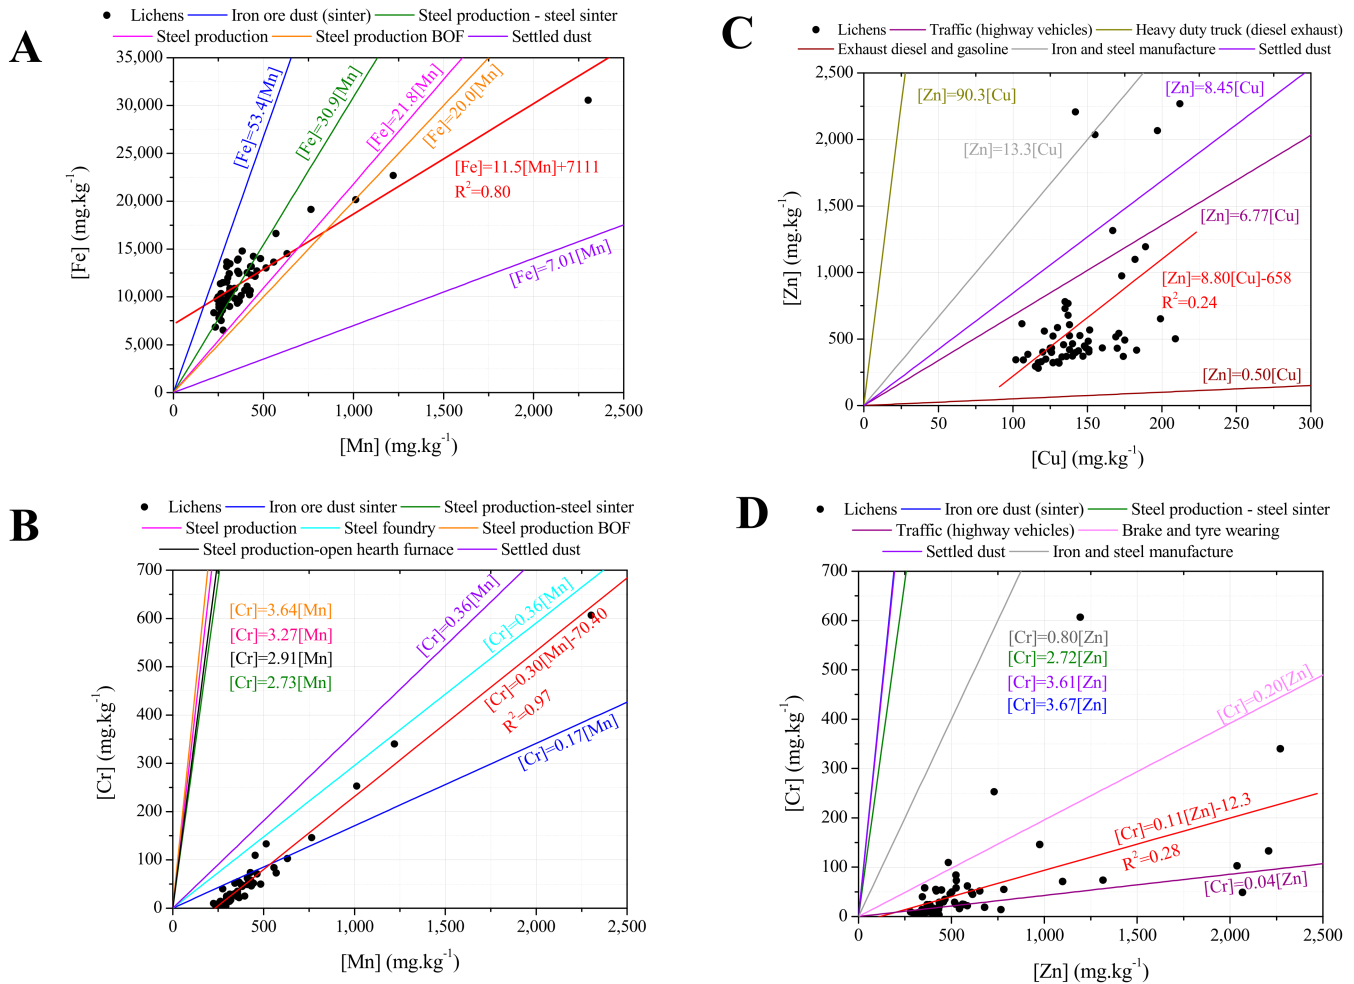 A
Lichens Iron ore dust (sinter) Steel production - steel sinter
Steel production Steel production BOF Settled dust
35,000
30,000
25,000
20,000
15,000
10,000
5,000
0
[Fe] (mg.kg-1)
[Fe]=53.4[Mn]
[Fe]=30.9[Mn]
[Fe]=21.8[Mn]
[Fe]=20.0[Mn]
[Fe]=11.5[Mn]+7111
R2=0.80
[Fe]=7.01[Mn]
0 500 1,000 1,500 2,000 2,500
[Mn] (mg.kg-1)
C
Lichens Traffic (highway vehicles) Heavy duty truck (diesel exhaust)
Exhaust diesel and gasoline Iron and steel manufacture Settled dust
2,500
2,000
1,500
1,000
500
0
[Zn] (mg.kg-1)
[Zn]=90.3[Cu]
[Zn]=8.45[Cu]
[Zn]=13.3[Cu]
[Zn]=6.77[Cu]
[Zn]=8.80[Cu]-658
R2=0.24
[Zn]=0.50[Cu]
0 50 100 150 200 250 300
[Cu] (mg.kg-1)
B
Lichens Iron ore dust sinter Steel production-steel sinter
Steel production Steel foundry Steel production BOF
Steel production-open hearth furnace Settled dust
700
600
500
400
300
200
100
0
[Cr] (mg.kg-1)
[Cr]=3.64[Mn]
[Cr]=3.27[Mn]
[Cr]=2.91[Mn]
[Cr]=2.73[Mn]
[Cr]=0.36[Mn]
[Cr]=0.36[Mn]
[Cr]=0.30[Mn]-70.40
R2=0.97
[Cr]=0.17[Mn]
0 500 1,000 1,500 2,000 2,500
[Mn] (mg.kg-1)
D
Lichens Iron ore dust (sinter) Steel production - steel sinter
Traffic (highway vehicles) Brake and tyre wearing
Settled dust Iron and steel manufacture
700
600
500
400
300
200
100
0
[Cr] (mg.kg-1)
[Cr]=0.80[Zn]
[Cr]=2.72[Zn]
[Cr]=3.61[Zn]
[Cr]=3.67[Zn]
[Cr]=0.20[Zn]
[Cr]=0.11[Zn]-12.3
R2=0.28
[Cr]=0.04[Zn]
0 500 1,000 1,500 2,000 2,500
[Zn] (mg.kg-1)